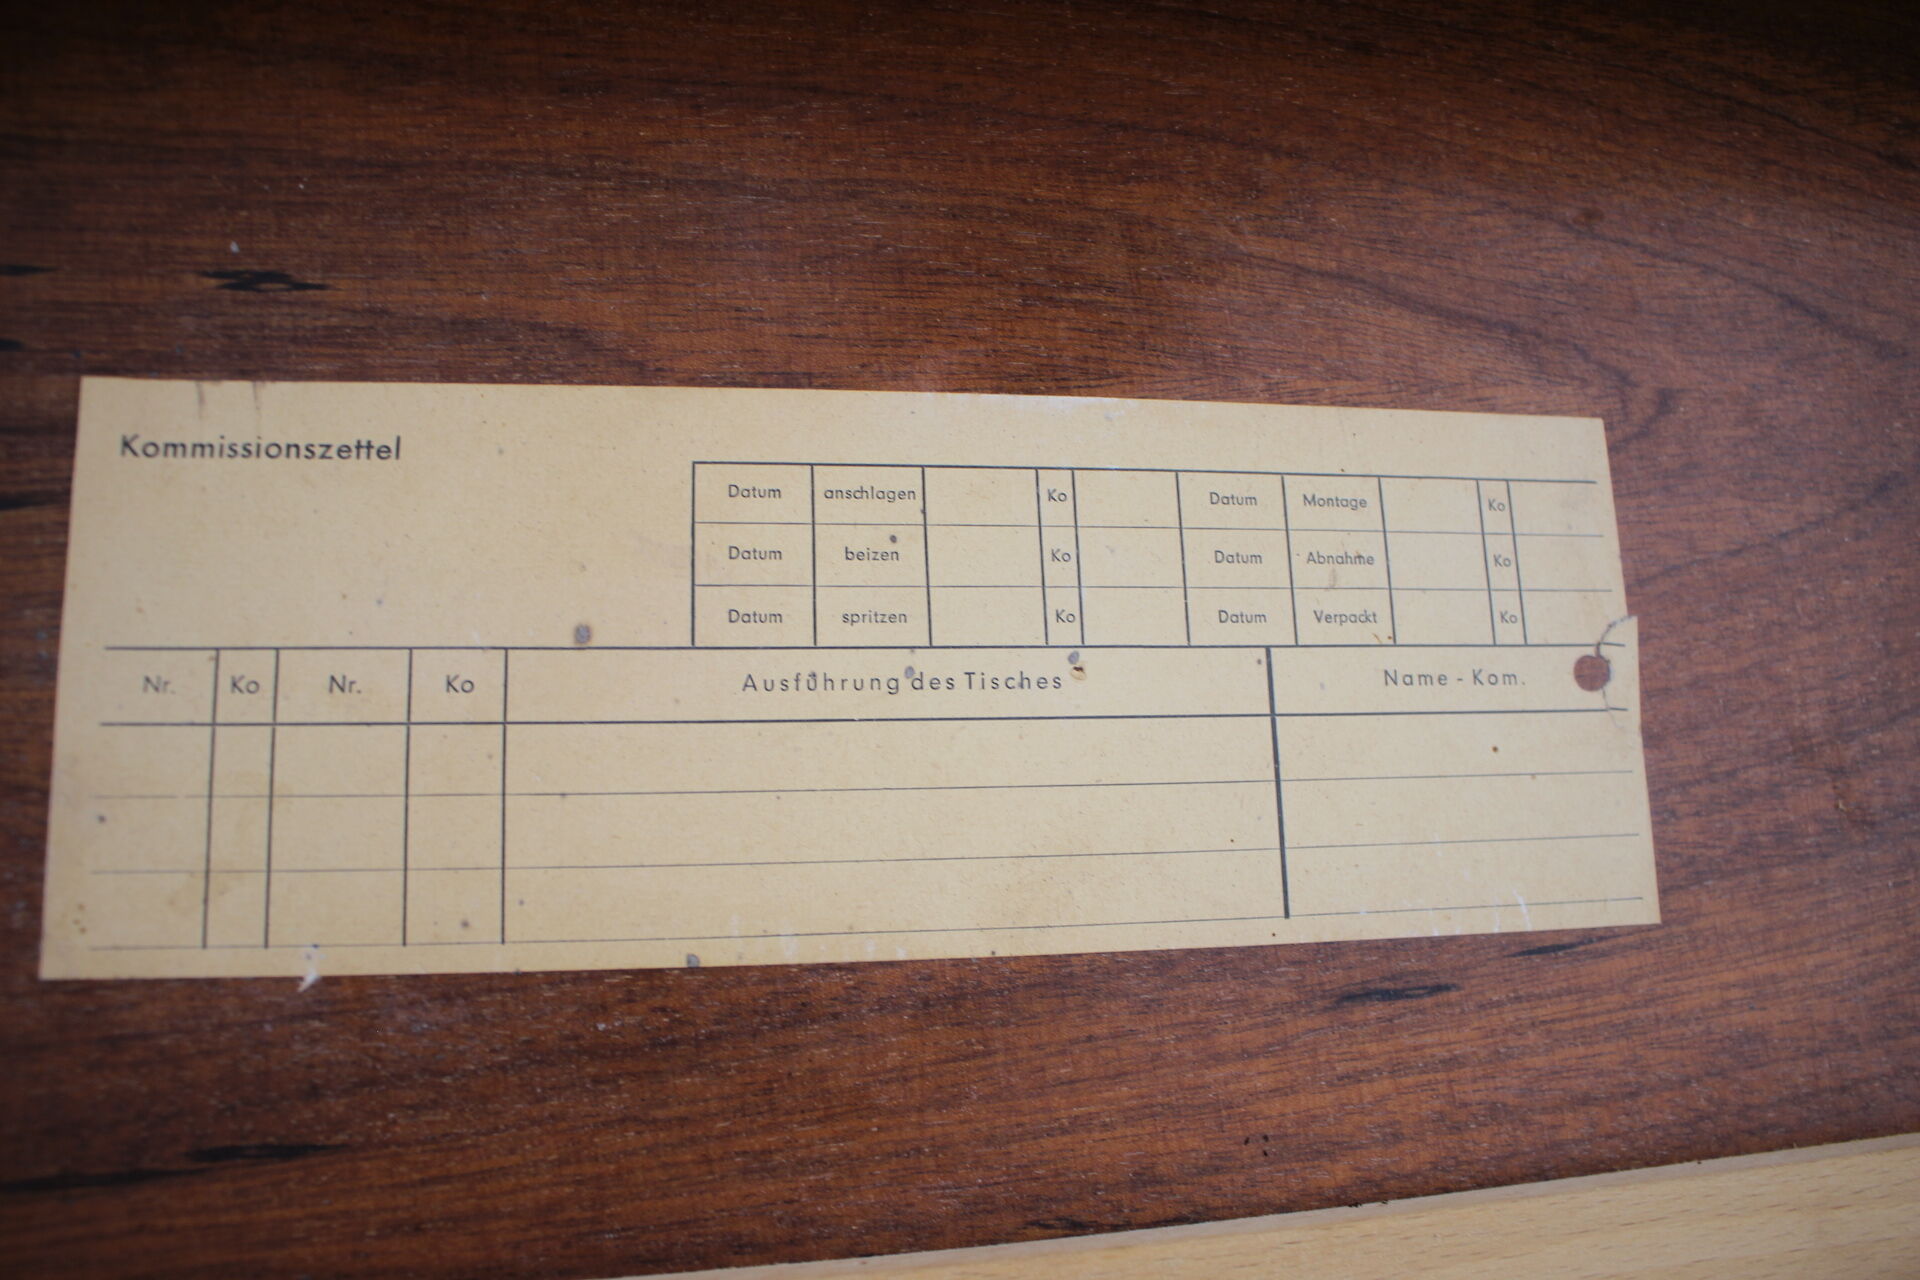 Kommissionszettel
Datum anschlagen Ko Datum Montage Ko
Datum beizen Ko Datum Abnahme Ko
Datum spritzen Ko Datum Verpackt Ko
Nr. Ko Nr. Ko Ausführung des Tisches Name - Kom.